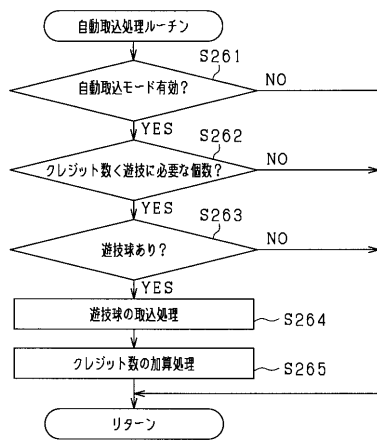 自動取込処理ルーチン
S261
自動取込モード有効?
NO
YES
S262
クレジット数<遊技に必要な個数?
NO
YES
S263
遊技球あり?
NO
YES
遊技球の取込処理
S264
クレジット数の加算処理
S265
リターン